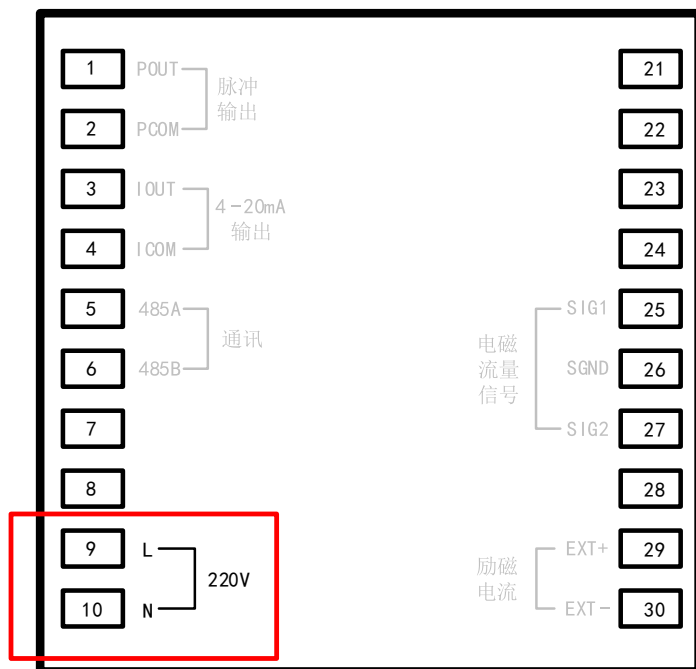 1 POUT
脉冲
输出
2 PCOM
3 IOUT
4-20mA
输出
4 ICOM
5 485A
通讯
6 485B
7
8
9 L
220V
10 N
21
22
23
24
SIG1 25
电磁
流量
信号
SGND 26
SIG2 27
28
EXT+ 29
励磁
电流
EXT- 30